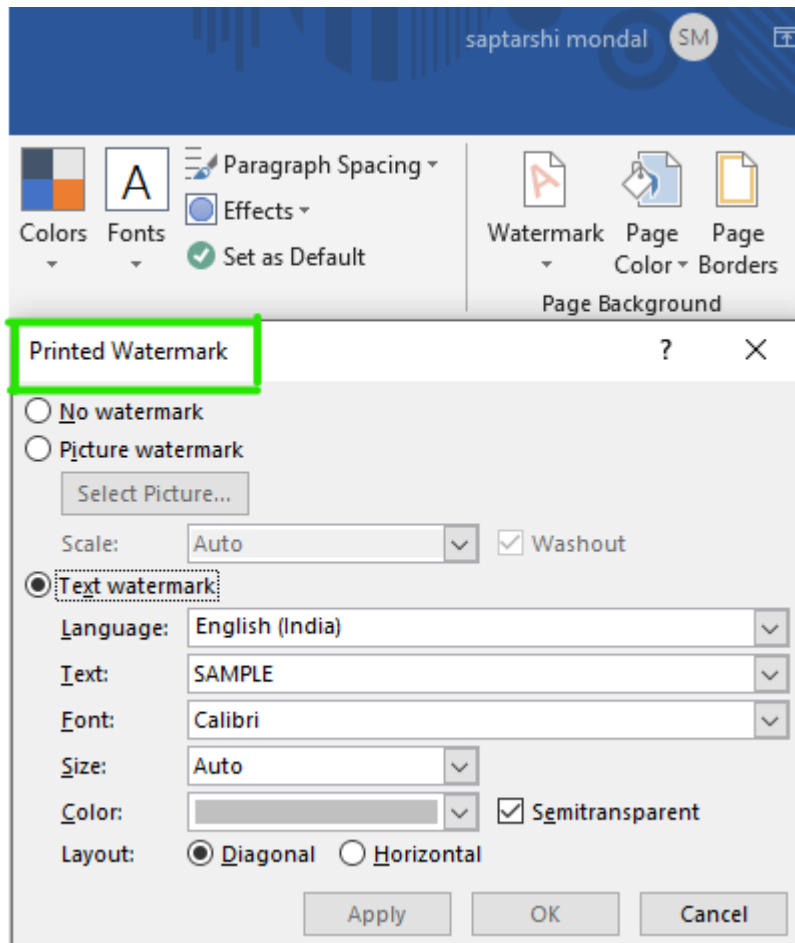 saptarshi mondal SM
A Paragraph Spacing
Effects
Colors Fonts Set as Default
A
Watermark Page Page
Color Borders
Page Background
Printed Watermark ? X
No watermark
Picture watermark
Select Picture...
Scale: Auto Washout
Text watermark
Language: English (India)
Text: SAMPLE
Font: Calibri
Size: Auto
Color: Semitransparent
Layout: Diagonal Horizontal
Apply OK Cancel